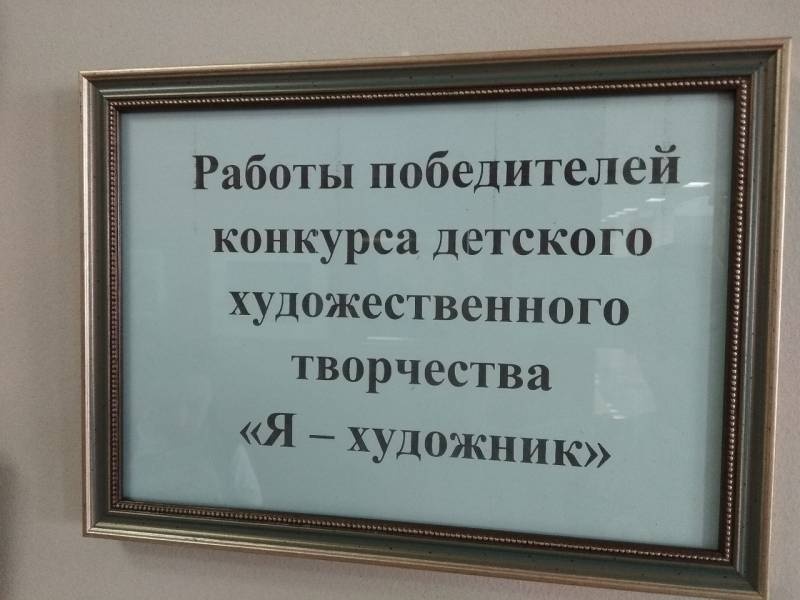 Работы победителей
конкурса детского
художественного
творчества
«Я – художник»